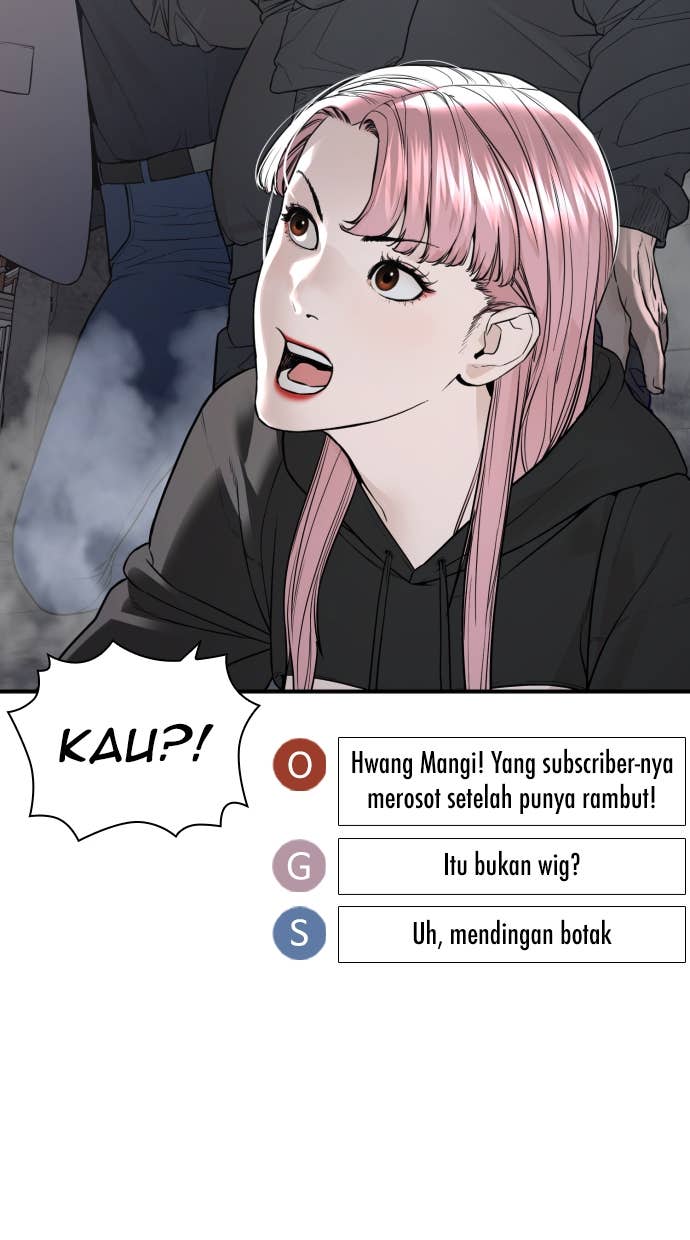 KAU?!
O
Hwang Mangi! Yang subscriber-nya
merosot setelah punya rambut!
G
Itu bukan wig?
S
Uh, mendingan botak